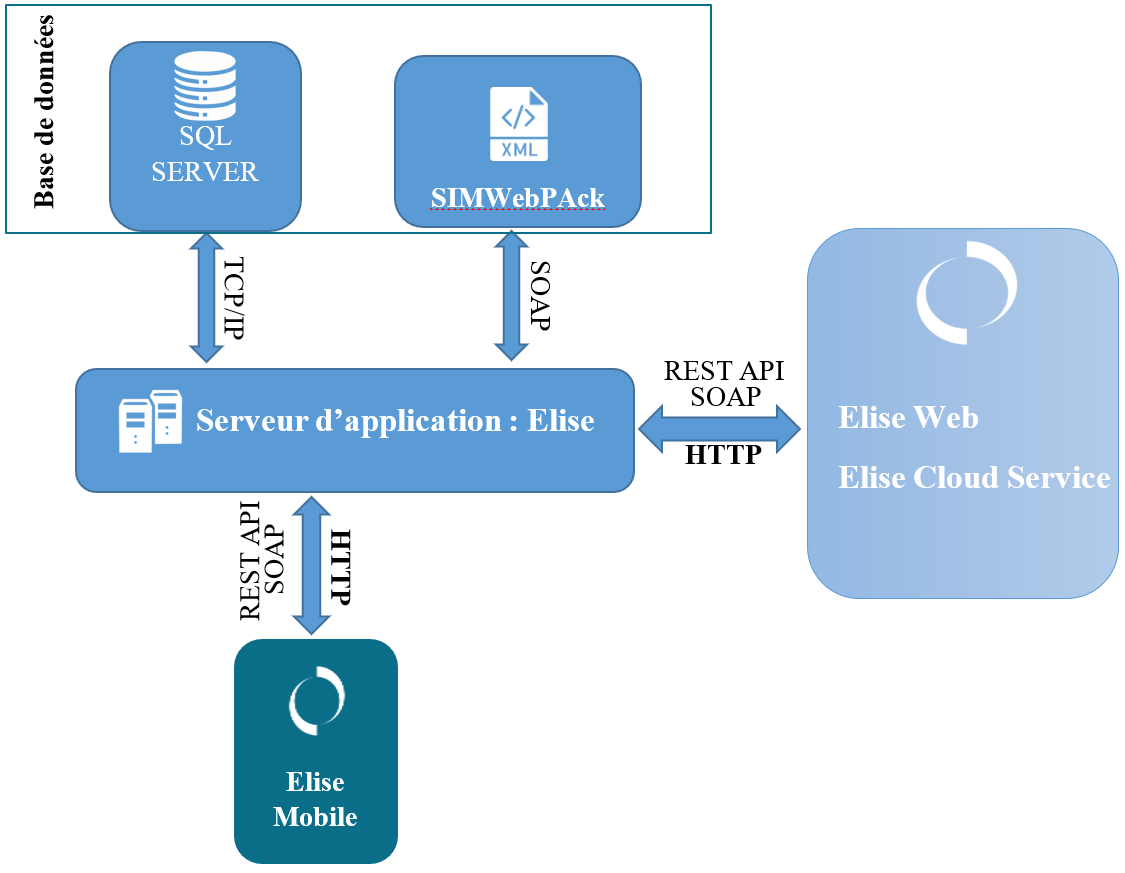 Base de données
SQL
SERVER
XML
SIMWebPAck
TCP/IP
SOAP
Serveur d’application : Elise
REST API
SOAP
HTTP
Elise Web
Elise Cloud Service
REST API
SOAP
HTTP
Elise
Mobile